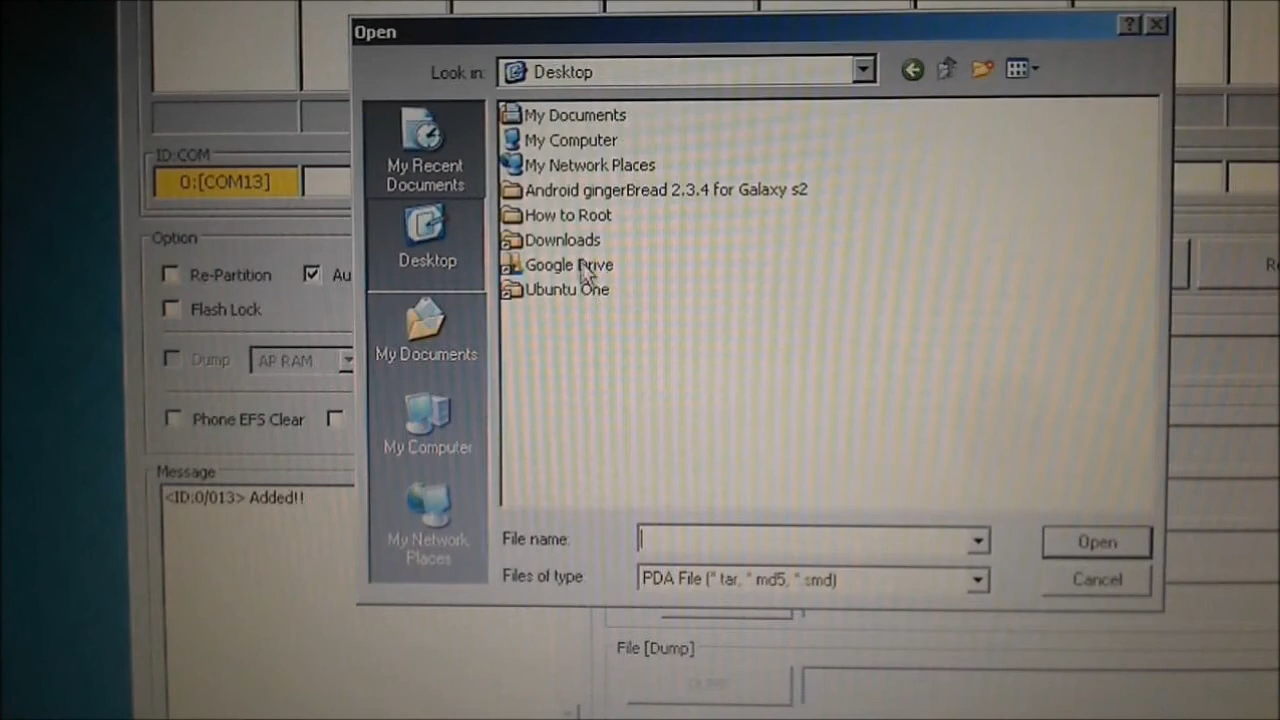 Open
Look in:
Desktop
My Recent
Documents
Desktop
My Documents
My Computer
My Network
Places
My Documents
My Computer
My Network Places
Android gingerBread 2.3.4 for Galaxy s2
How to Root
Downloads
Google Drive
Ubuntu One
File name:
Open
Files of type
PDA File (*.tar, *.md5, *.smd)
Cancel
ID:COM
0:[COM13]
Option
Re-Partition
Au
Flash Lock
Dump
AP RAM
Phone EFS Clear
Message
<ID:0/013> Added!!
Re
File [Dump]